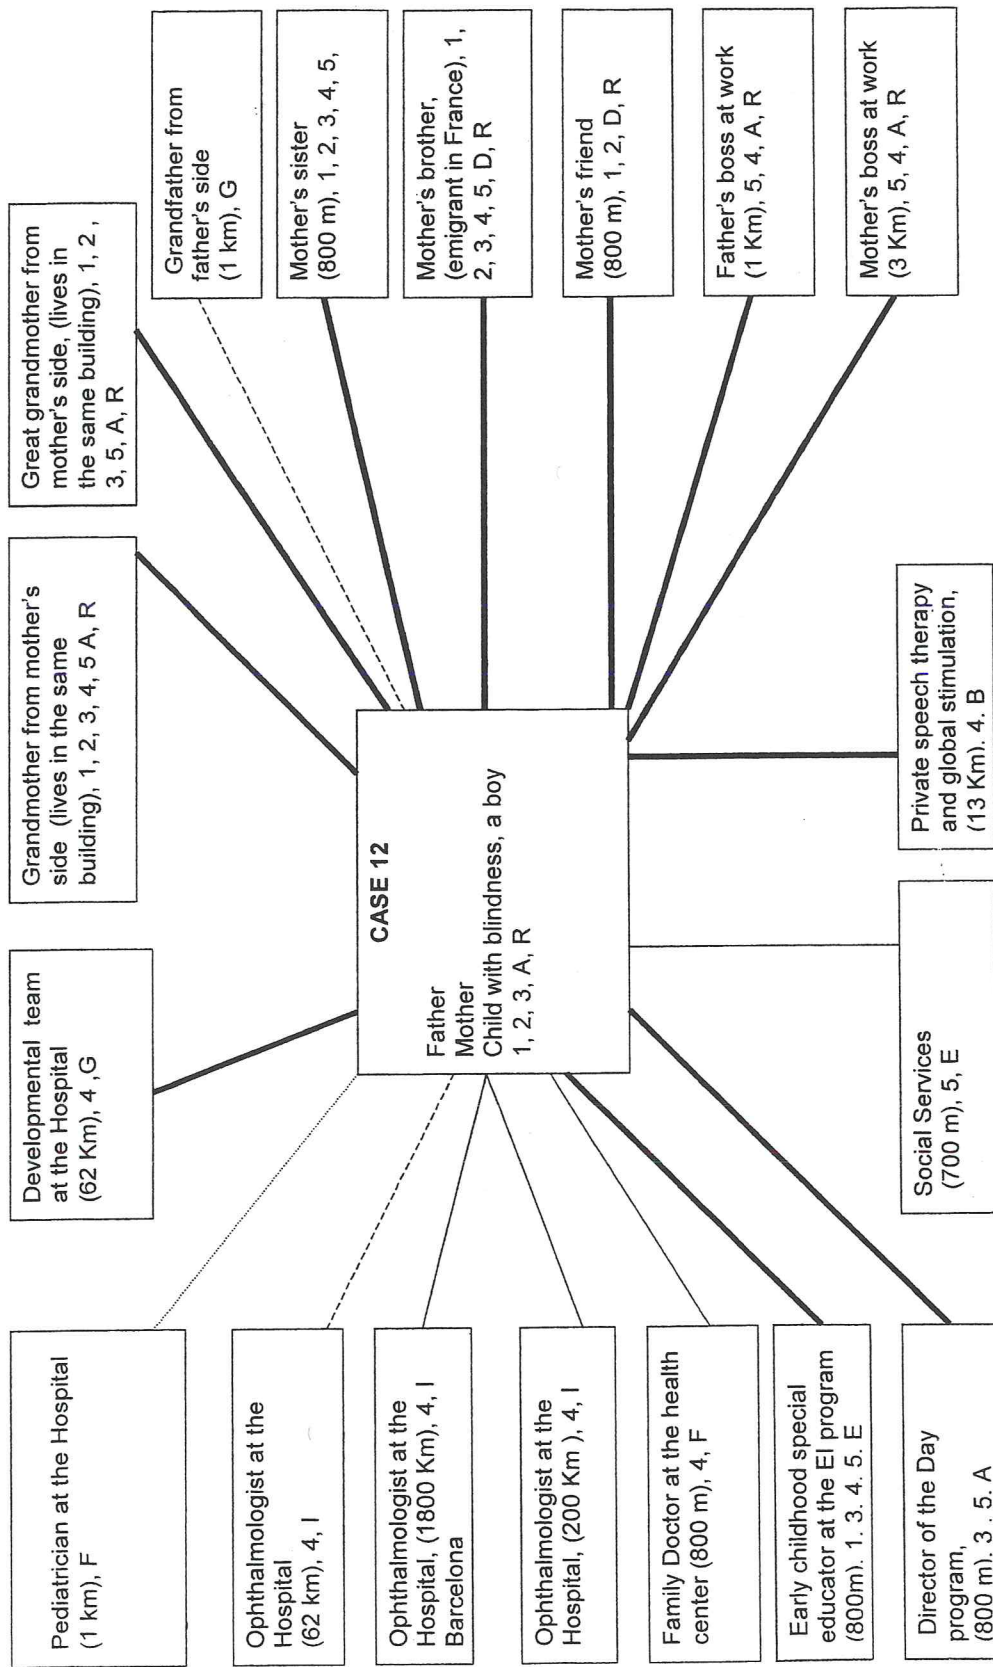 Pediatrician at the Hospital
(1 km), F
Ophthalmologist at the
Hospital
(62 km), 4, I
Ophthalmologist at the
Hospital, (1800 Km), 4, I
Barcelona
Ophthalmologist at the
Hospital, (200 Km ), 4, I
Family Doctor at the health
center (800 m), 4, F
Early childhood special
educator at the EI program
(800m). 1. 3. 4. 5. E
Director of the Day
program,
(800 m). 3 . 5. A
Developmental team
at the Hospital
(62 Km), 4 ,G
CASE 12
Father
Mother
Child with blindness, a boy
1, 2, 3, A, R
Social Services
(700 m), 5, E
Grandmother from mother's
side (lives in the same
building), 1, 2, 3, 4, 5 A, R
Private speech therapy
and global stimulation,
(13 Km). 4. B
Great grandmother from
mother's side, (lives in
the same building), 1, 2 ,
3, 5, A, R
Grandfather from
father's side
(1 km), G
Mother's sister
(800 m), 1, 2, 3, 4, 5,
Mother's brother,
(emigrant in France), 1,
2, 3, 4, 5, D, R
Mother's friend
(800 m), 1, 2, D, R
Father's boss at work
(1 Km), 5, 4, A, R
Mother's boss at work
(3 Km), 5, 4, A, R